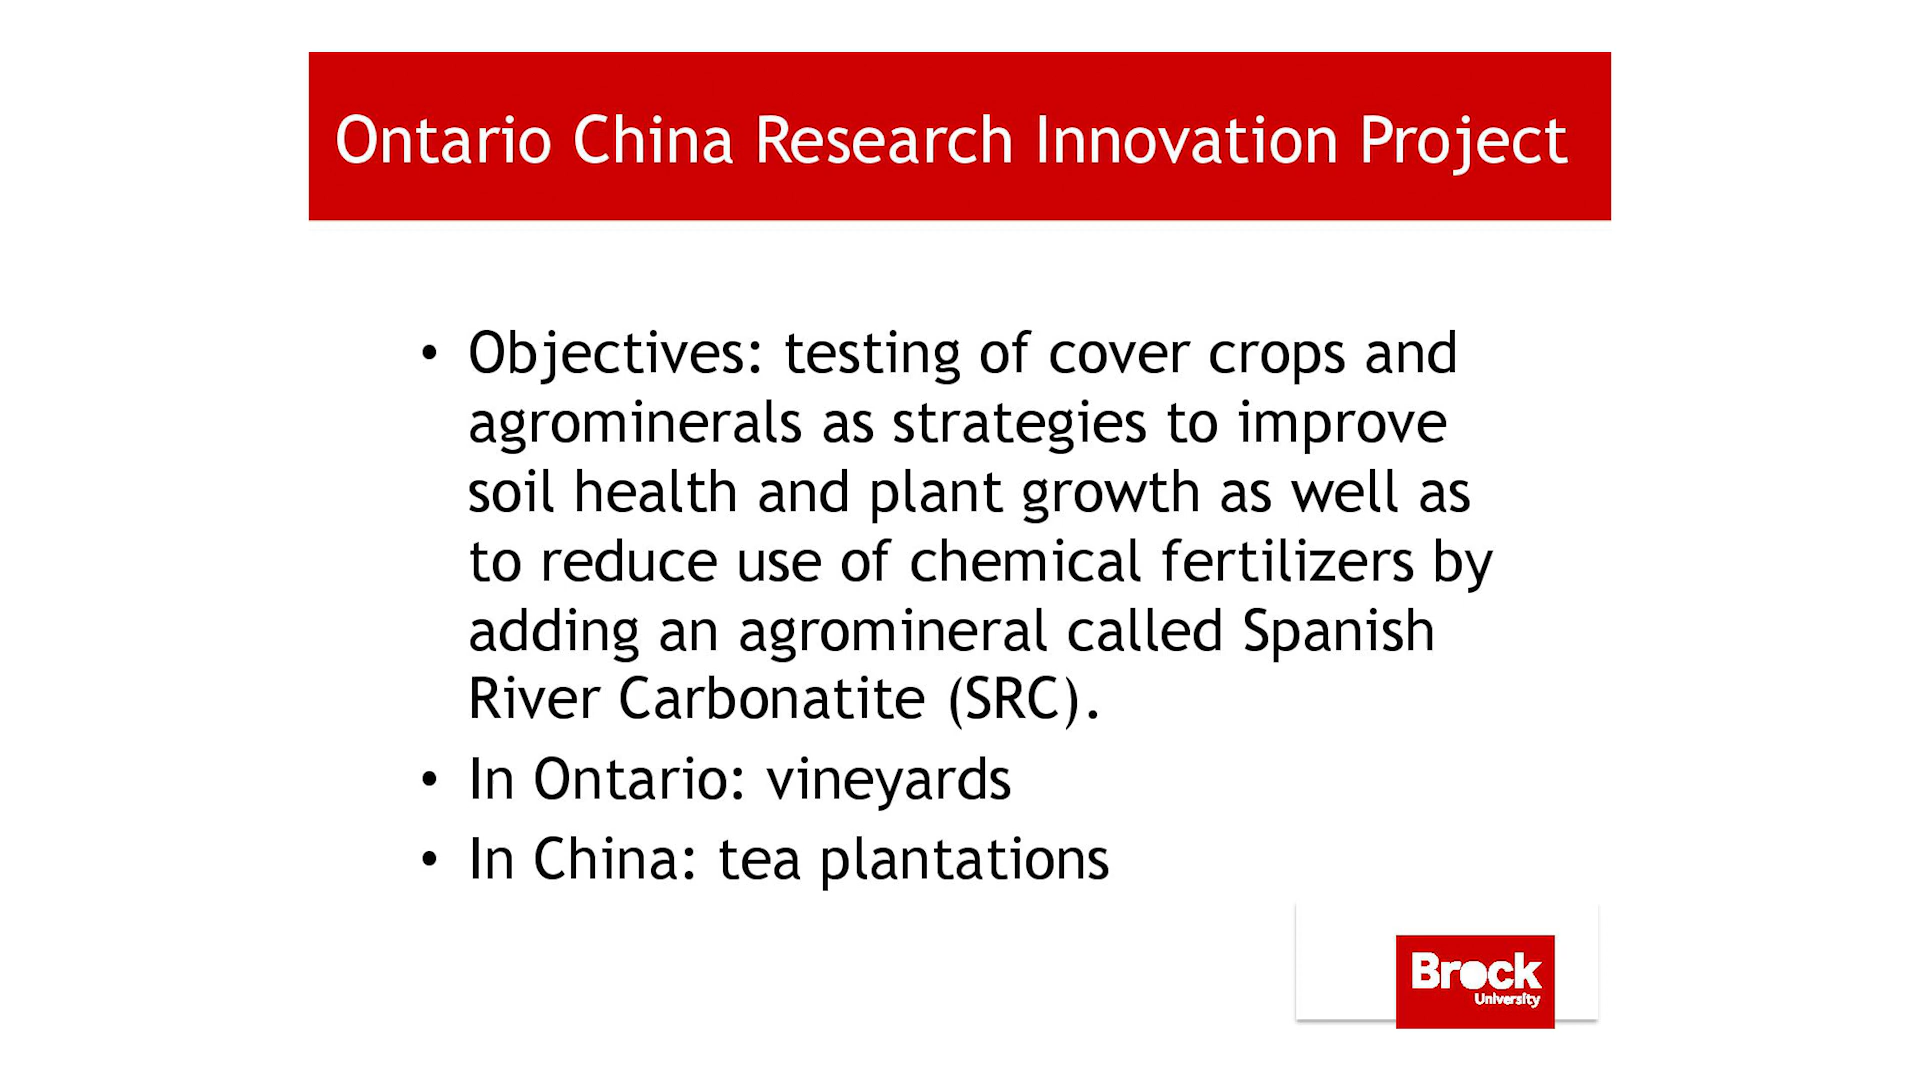 Ontario China Research Innovation Project
• Objectives: testing of cover crops and
agrominerals as strategies to improve
soil health and plant growth as well as
to reduce use of chemical fertilizers by
adding an agromineral called Spanish
River Carbonatite (SRC).
• In Ontario: vineyards
• In China: tea plantations
Brock
University